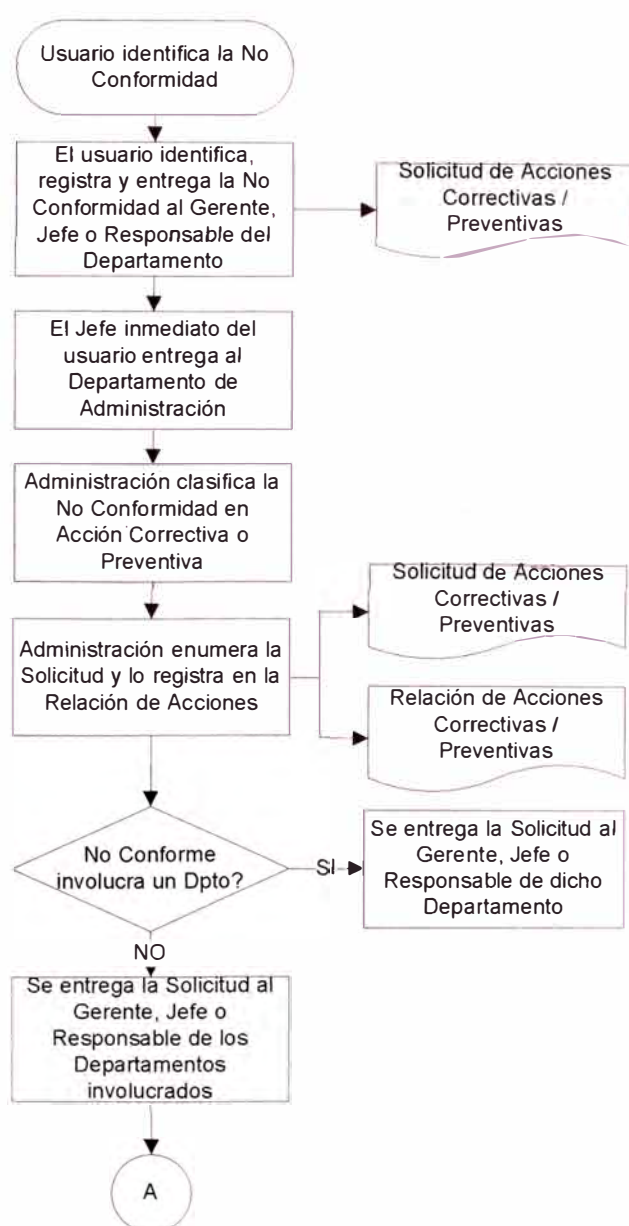 Usuario identifica la No
Conformidad
El usuario identifica,
registra y entrega la No
Conformidad al Gerente,
Jefe o Responsable del
Departamento
Solicitud de Acciones
Correctivas /
Preventivas
El Jefe inmediato del
usuario entrega al
Departamento de
Administración
Administración clasifica la
No Conformidad en
Acción Correctiva o
Preventiva
Solicitud de Acciones
Correctivas /
Preventivas
Administración enumera la
Solicitud y lo registra en la
Relación de Acciones
Relación de Acciones
Correctivas /
Preventivas
No Conforme
involucra un Dpto?
SI
Se entrega la Solicitud al
Gerente, Jefe o
Responsable de dicho
Departamento
NO
Se entrega la Solicitud al
Gerente, Jefe o
Responsable de los
Departamentos
involucrados
A